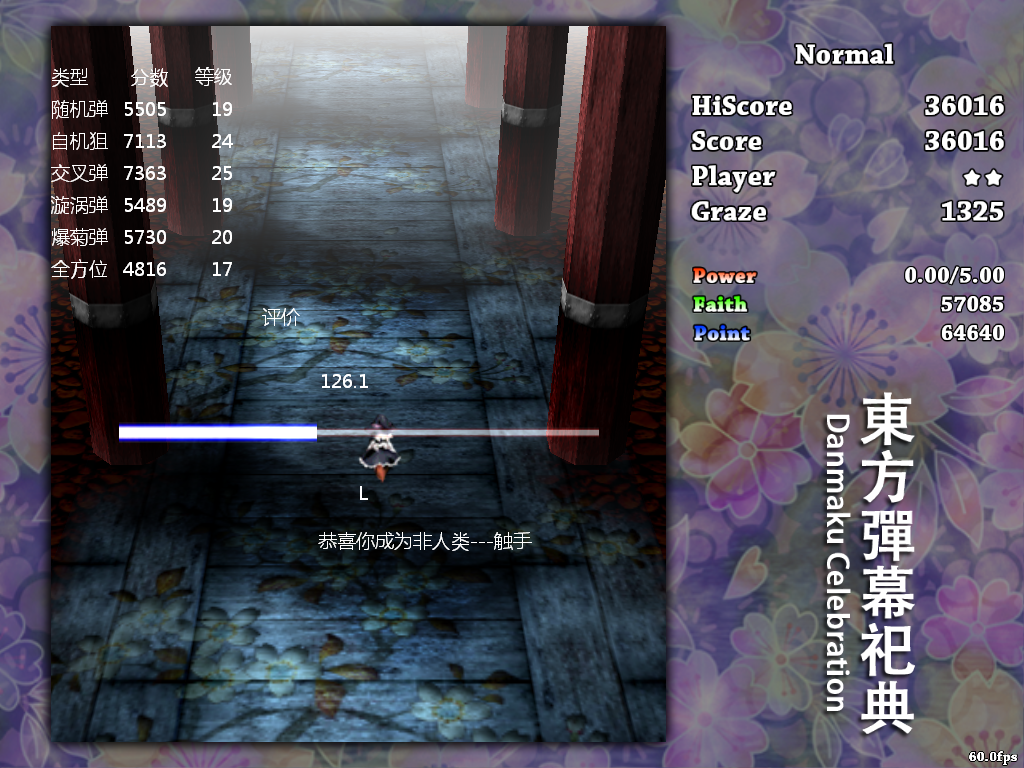 类型 分数 等级
随机弹 5505 19
自机狙 7113 24
交叉弹 7363 25
漩涡弹 5489 19
爆菊弹 5730 20
全方位 4816 17
评价
126.1
L
恭喜你成为非人类---触手
Normal
HiScore 36016
Score 36016
Player ★★
Graze 1325
Power 0.00/5.00
Faith 57085
Point 64640
東方彈幕祀典
Danmaku Celebration
60.0fps